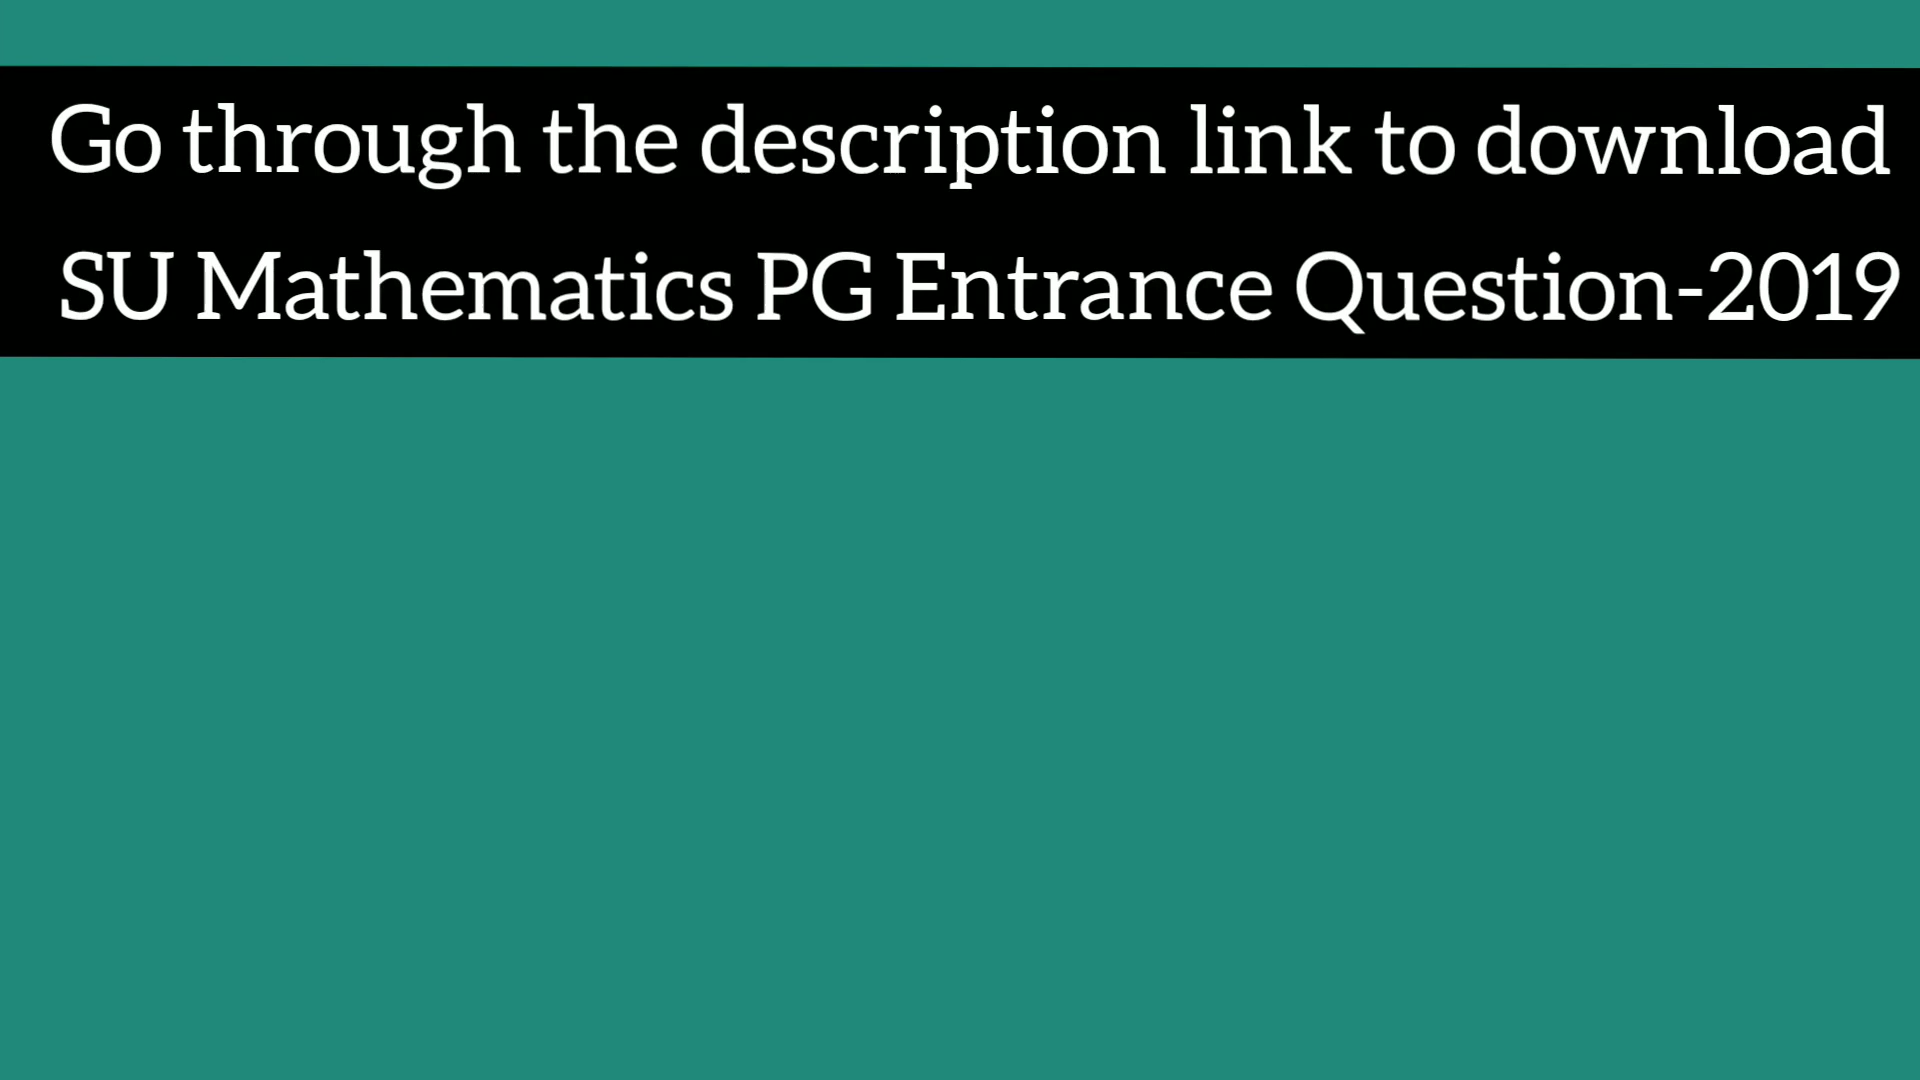 Go through the description link to download
SU Mathematics PG Entrance Question-2019